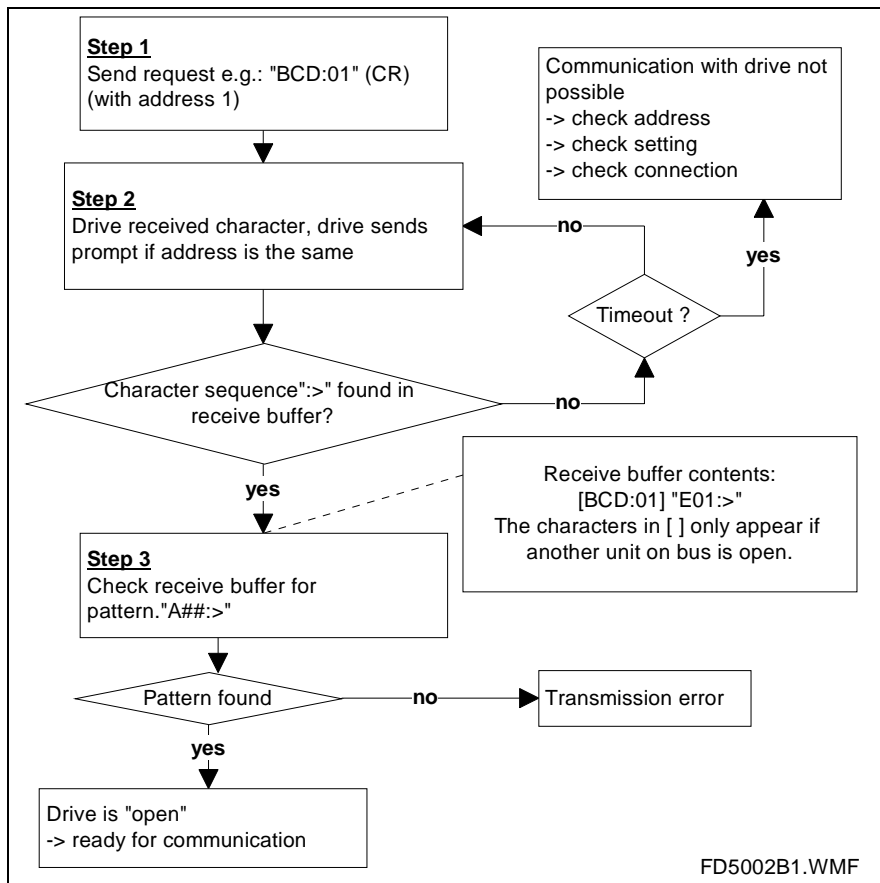 Step 1
Send request e.g.: "BCD:01" (CR)
(with address 1)
Communication with drive not
possible
-> check address
-> check setting
-> check connection
Step 2
Drive received character, drive sends
prompt if address is the same
no
yes
Timeout ?
Character sequence":>" found in
receive buffer?
no
yes
Receive buffer contents:
[BCD:01] "E01:>"
The characters in [ ] only appear if
another unit on bus is open.
Step 3
Check receive buffer for
pattern."A##:>"
Pattern found
no
Transmission error
yes
Drive is "open"
-> ready for communication
FD5002B1.WMF